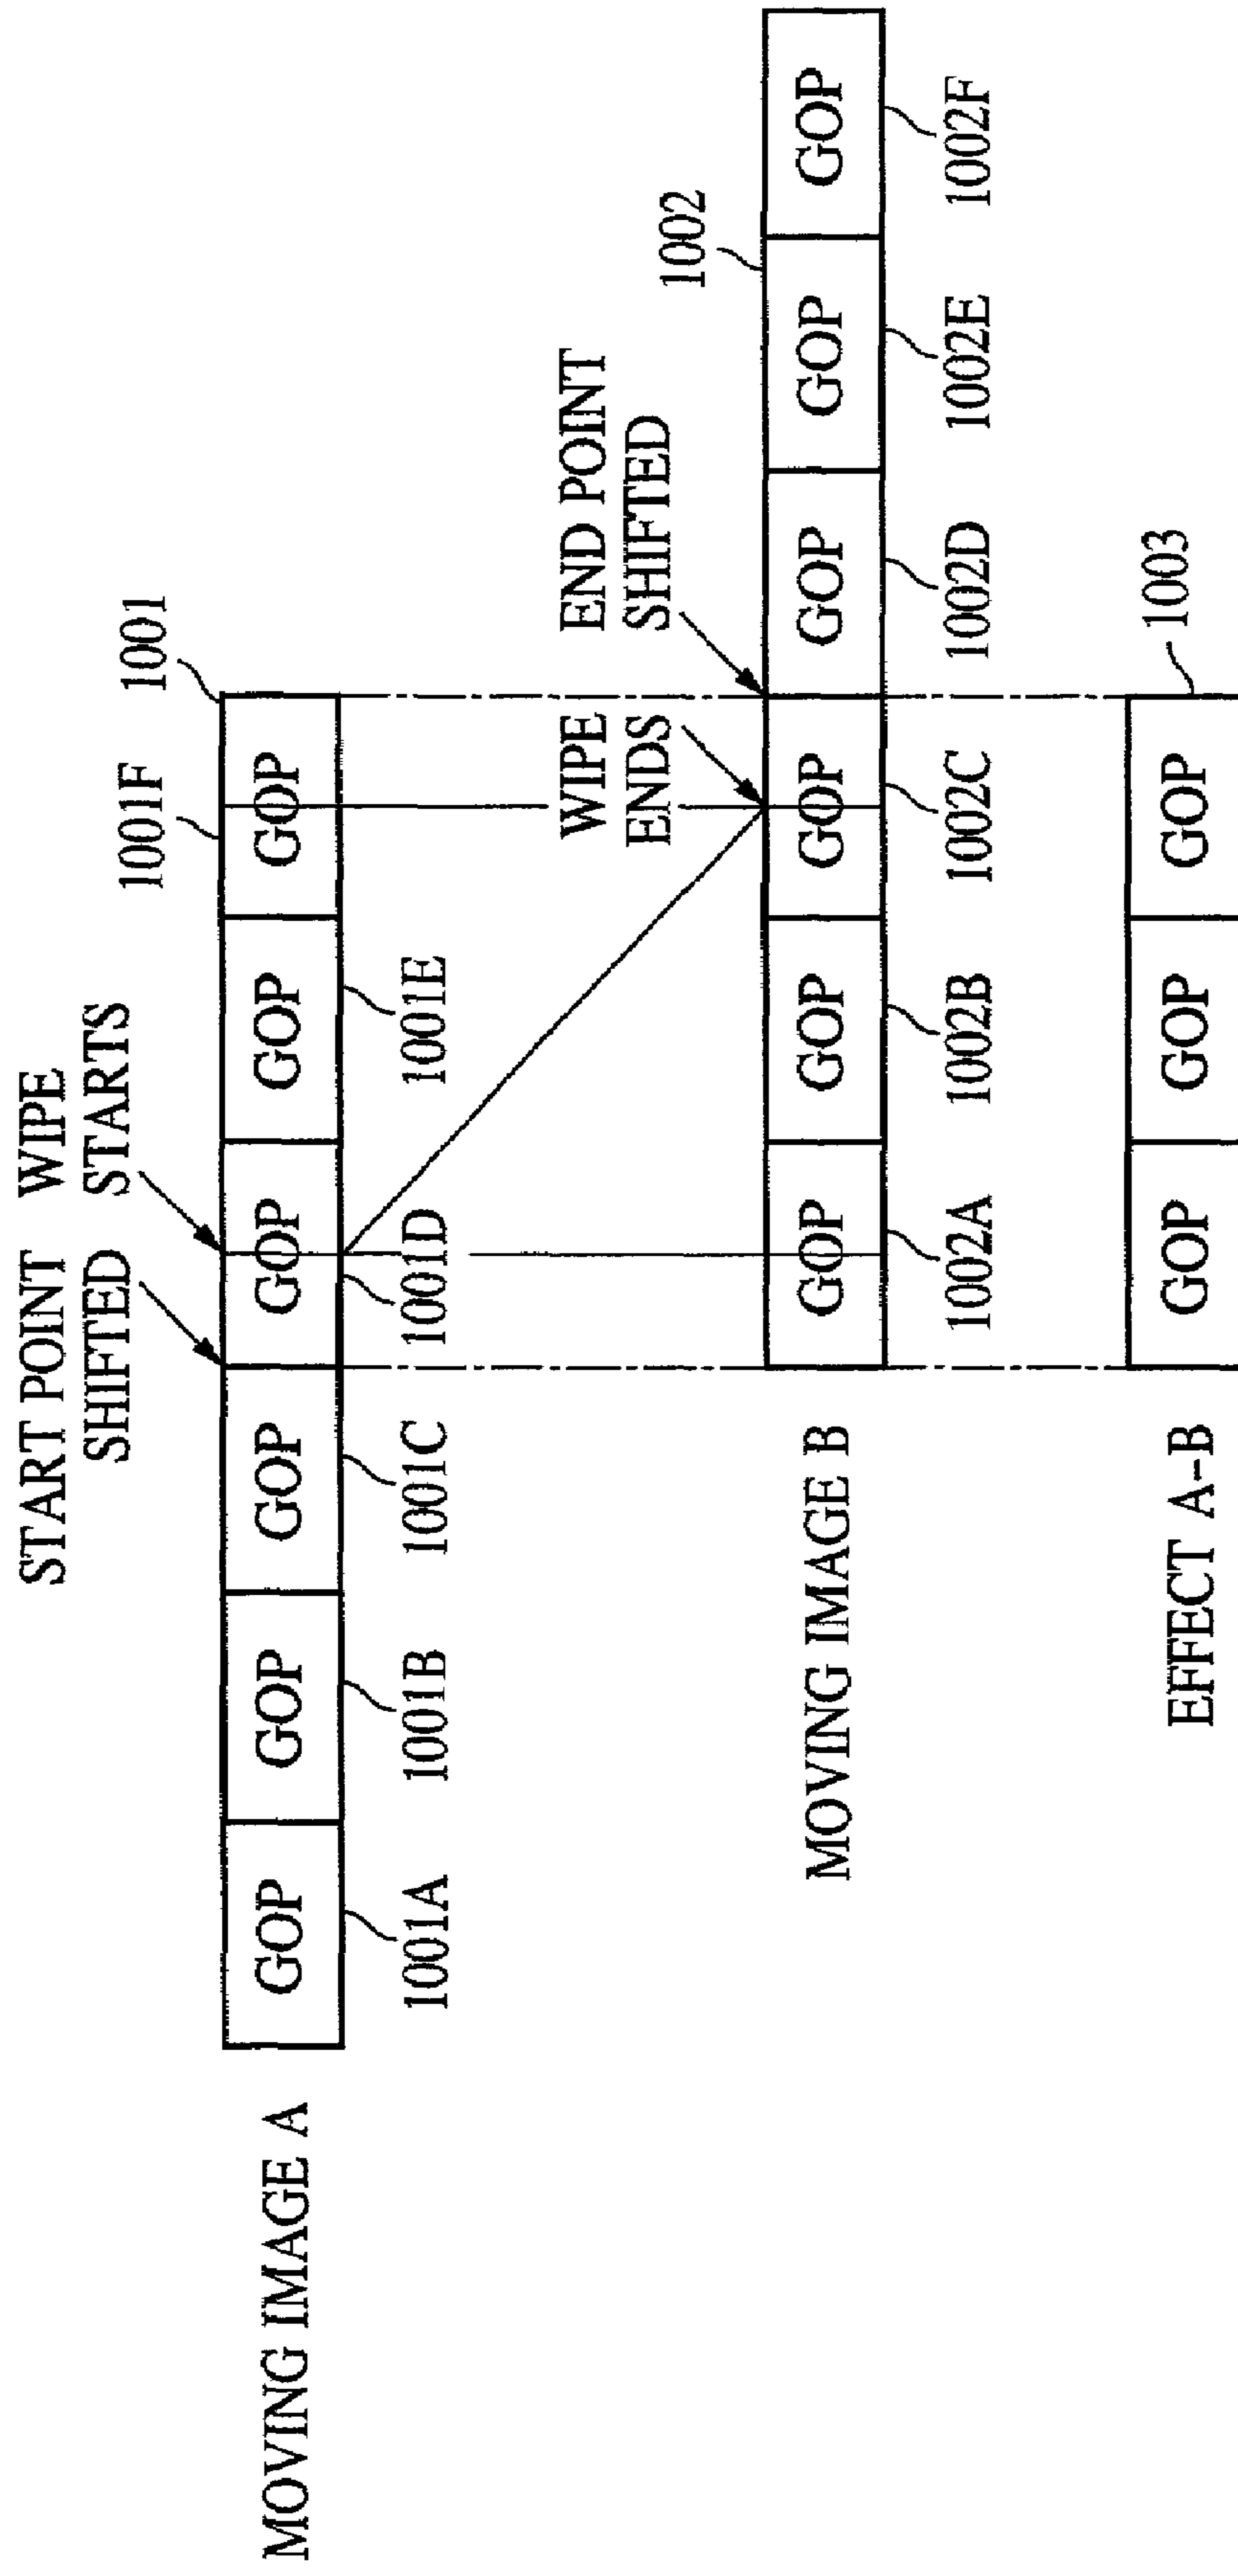 START POINT
SHIFTED
WIPE
STARTS
1001F
1001
MOVING IMAGE A
GOP
GOP
GOP
GOP
GOP
GOP
1001A
1001B
1001C
1001D
1001E
WIPE
ENDS
END POINT
SHIFTED
1002
MOVING IMAGE B
GOP
GOP
GOP
GOP
GOP
GOP
1002A
1002B
1002C
1002D
1002E
1002F
1003
EFFECT A-B
GOP
GOP
GOP